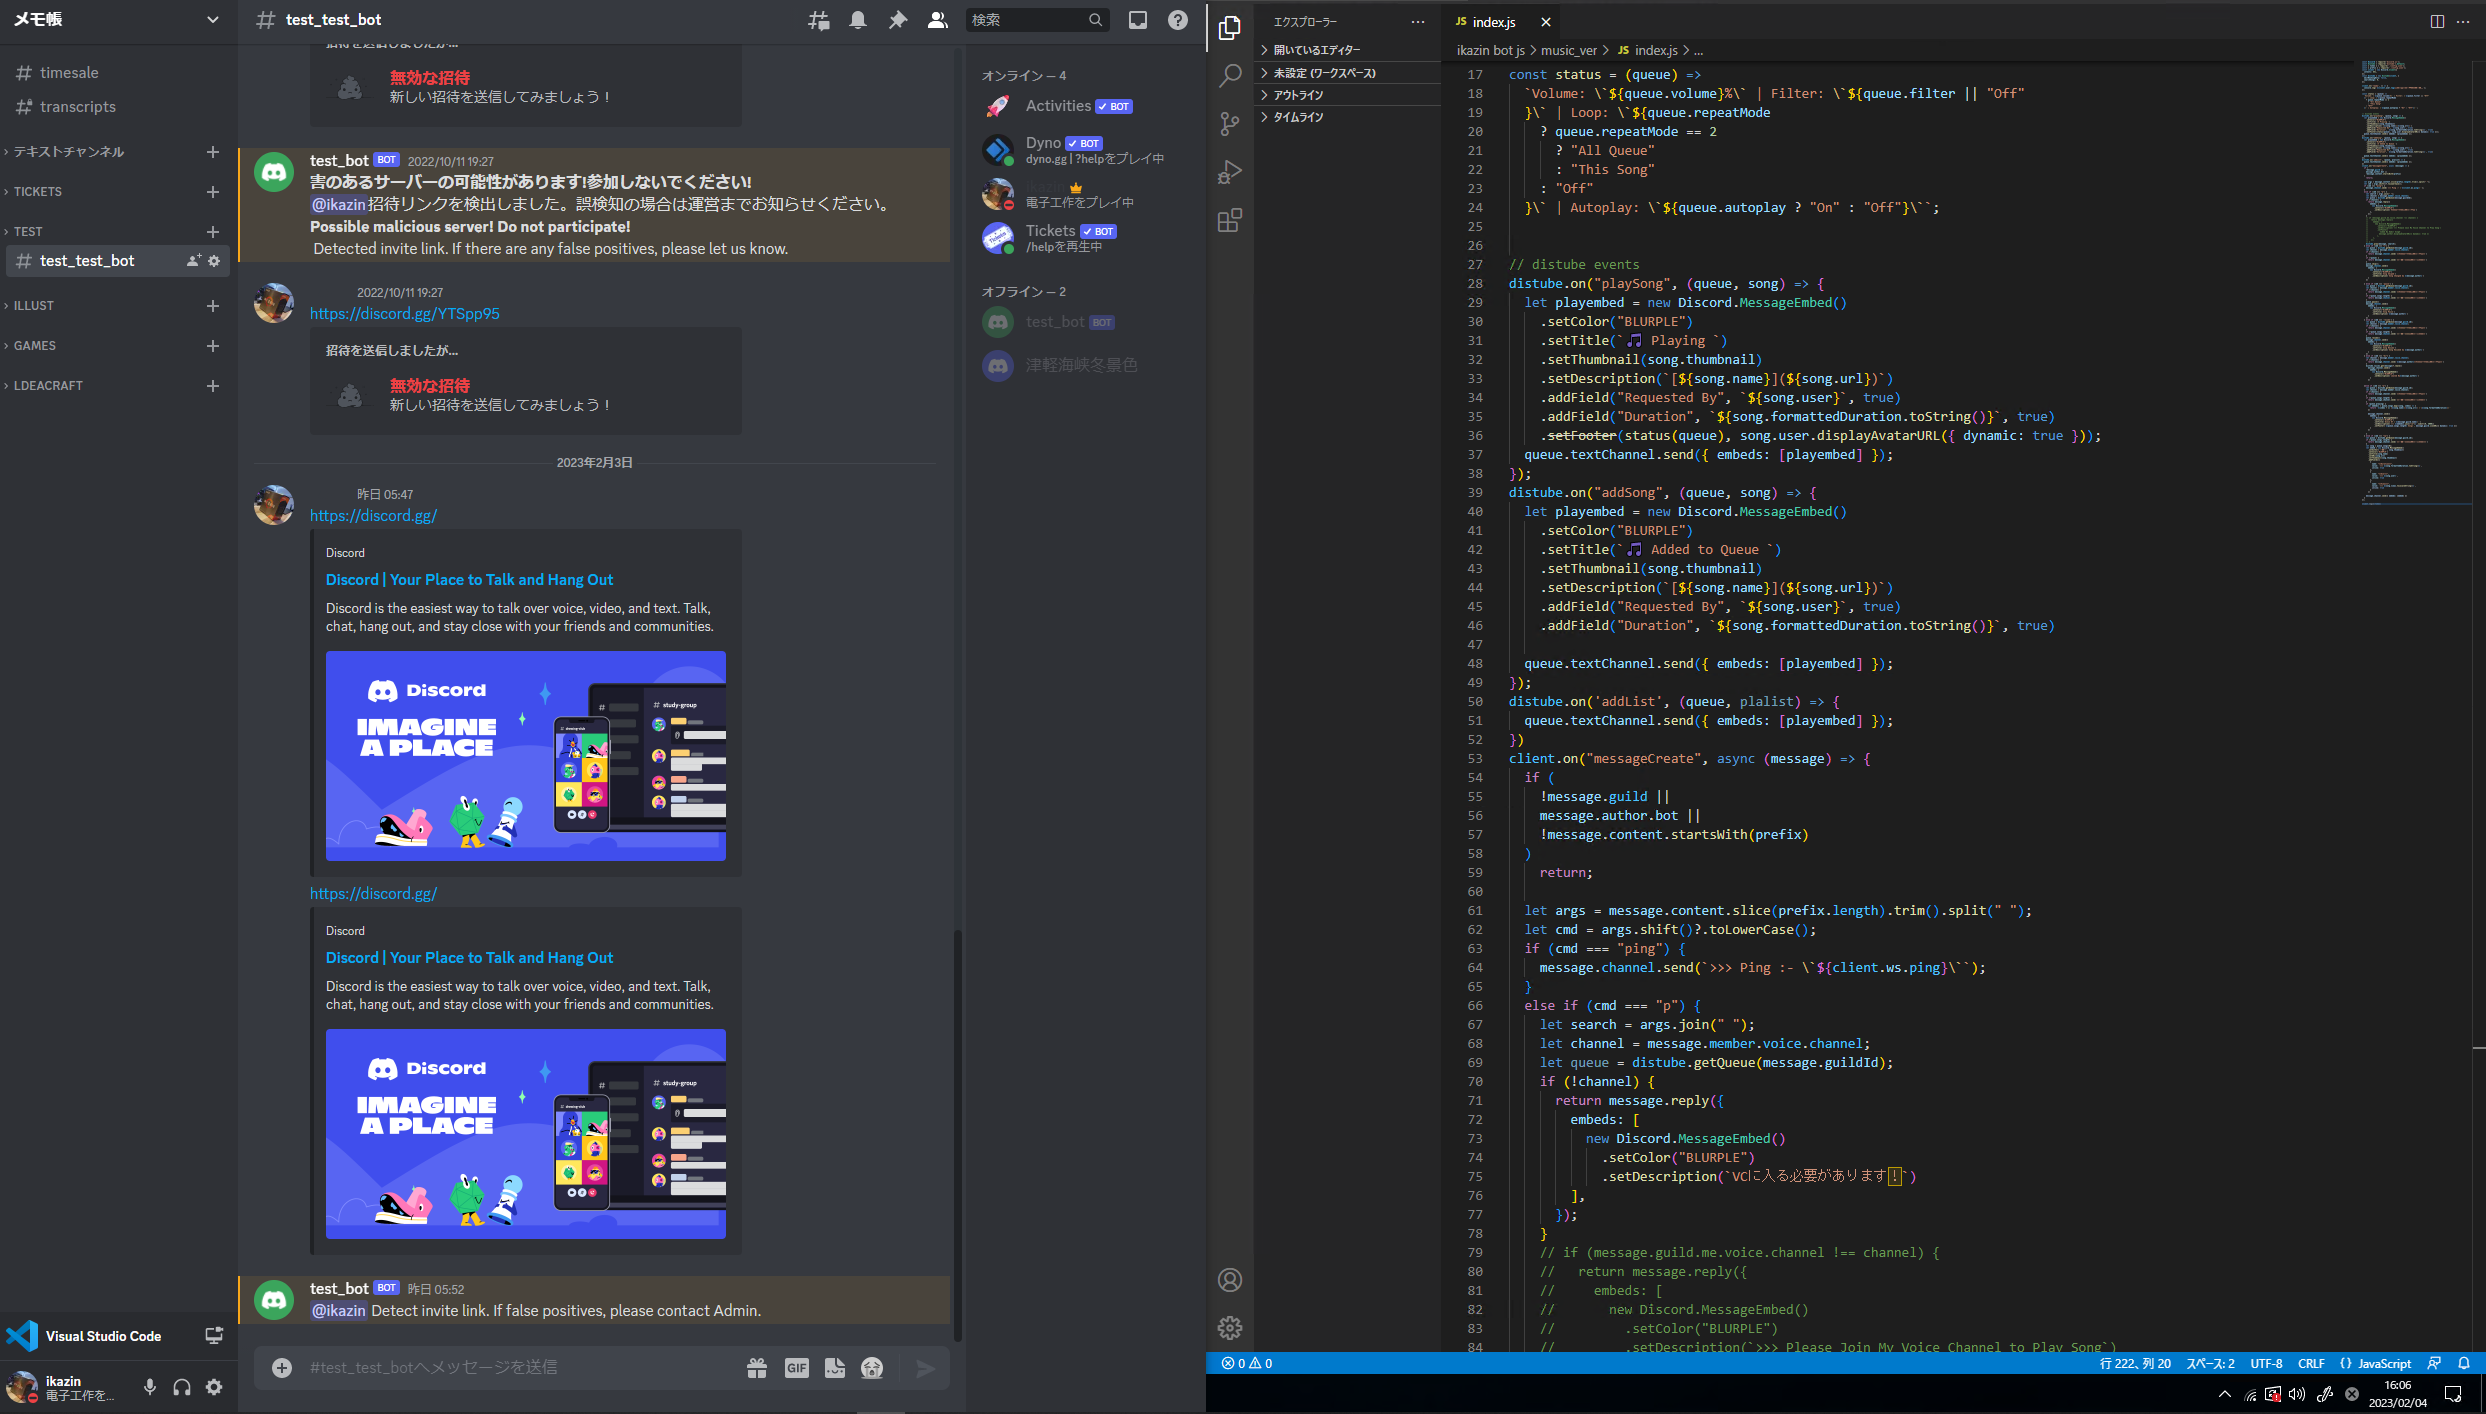 メモ帳
timesale
transcripts
テキストチャンネル
TICKETS
TEST
test_test_bot
ILLUST
GAMES
LDEACRAFT
Visual Studio Code
ikazin
電子工作を...
test_test_bot
検索
招待を送信しましたが...
無効な招待
新しい招待を送信してみましょう！
test_bot BOT 2022/10/11 19:27
害のあるサーバーの可能性があります!参加しないでください!
@ikazin招待リンクを検出しました。誤検知の場合は運営までお知らせください。
Possible malicious server! Do not participate!
Detected invite link. If there are any false positives, please let us know.
2022/10/11 19:27
https://discord.gg/YTSpp95
招待を送信しましたが...
無効な招待
新しい招待を送信してみましょう！
2023年2月3日
昨日 05:47
https://discord.gg/
Discord
Discord | Your Place to Talk and Hang Out
Discord is the easiest way to talk over voice, video, and text. Talk,
chat, hang out, and stay close with your friends and communities.
Discord
IMAGINE
A PLACE
# study-group
https://discord.gg/
Discord
Discord | Your Place to Talk and Hang Out
Discord is the easiest way to talk over voice, video, and text. Talk,
chat, hang out, and stay close with your friends and communities.
Discord
IMAGINE
A PLACE
# study-group
test_bot BOT 昨日 05:52
@ikazin Detect invite link. If false positives, please contact Admin.
#test_test_botへメッセージを送信
GIF
オンライン — 4
Activities BOT
Dyno BOT
dyno.gg | ?helpをプレイ中
ikazin
電子工作をプレイ中
Tickets BOT
/helpを再生中
オフライン — 2
test_bot BOT
津軽海峡冬景色
エクスプローラー
開いているエディター
未設定 (ワークスペース)
アウトライン
タイムライン
JS index.js
ikazin bot js > music_ver > JS index.js > ...
17 const status = (queue) =>
18 `Volume: \`${queue.volume}%\` | Filter: \`${queue.filter || "Off"
19 }\` | Loop: \`${queue.repeatMode
20 ? queue.repeatMode == 2
21 ? "All Queue"
22 : "This Song"
23 : "Off"
24 }\` | Autoplay: \`${queue.autoplay ? "On" : "Off"}\``;
25
26
27 // distube events
28 distube.on("playSong", (queue, song) => {
29 let playembed = new Discord.MessageEmbed()
30 .setColor("BLURPLE")
31 .setTitle(`🎵 Playing `)
32 .setThumbnail(song.thumbnail)
33 .setDescription(`[${song.name}](${song.url})`)
34 .addField("Requested By", `${song.user}`, true)
35 .addField("Duration", `${song.formattedDuration.toString()}`, true)
36 .setFooter(status(queue), song.user.displayAvatarURL({ dynamic: true }));
37 queue.textChannel.send({ embeds: [playembed] });
38 });
39 distube.on("addSong", (queue, song) => {
40 let playembed = new Discord.MessageEmbed()
41 .setColor("BLURPLE")
42 .setTitle(`🎵 Added to Queue `)
43 .setThumbnail(song.thumbnail)
44 .setDescription(`[${song.name}](${song.url})`)
45 .addField("Requested By", `${song.user}`, true)
46 .addField("Duration", `${song.formattedDuration.toString()}`, true)
47
48 queue.textChannel.send({ embeds: [playembed] });
49 });
50 distube.on('addList', (queue, plalist) => {
51 queue.textChannel.send({ embeds: [playembed] });
52 })
53 client.on("messageCreate", async (message) => {
54 if (
55 !message.guild ||
56 message.author.bot ||
57 !message.content.startsWith(prefix)
58 )
59 return;
60
61 let args = message.content.slice(prefix.length).trim().split(" ");
62 let cmd = args.shift()?.toLowerCase();
63 if (cmd === "ping") {
64 message.channel.send(`>>> Ping :- \`${client.ws.ping}\``);
65 }
66 else if (cmd === "p") {
67 let search = args.join(" ");
68 let channel = message.member.voice.channel;
69 let queue = distube.getQueue(message.guildId);
70 if (!channel) {
71 return message.reply({
72 embeds: [
73 new Discord.MessageEmbed()
74 .setColor("BLURPLE")
75 .setDescription(`VCに入る必要があります！`)
76 ],
77 });
78 }
79 // if (message.guild.me.voice.channel !== channel) {
80 // return message.reply({
81 // embeds: [
82 // new Discord.MessageEmbed()
83 // .setColor("BLURPLE")
84 // .setDescription(`>>> Please Join My Voice Channel to Play Song`)
0 0
行 222、列 20 スペース: 2 UTF-8 CRLF {} JavaScript
16:06
2023/02/04